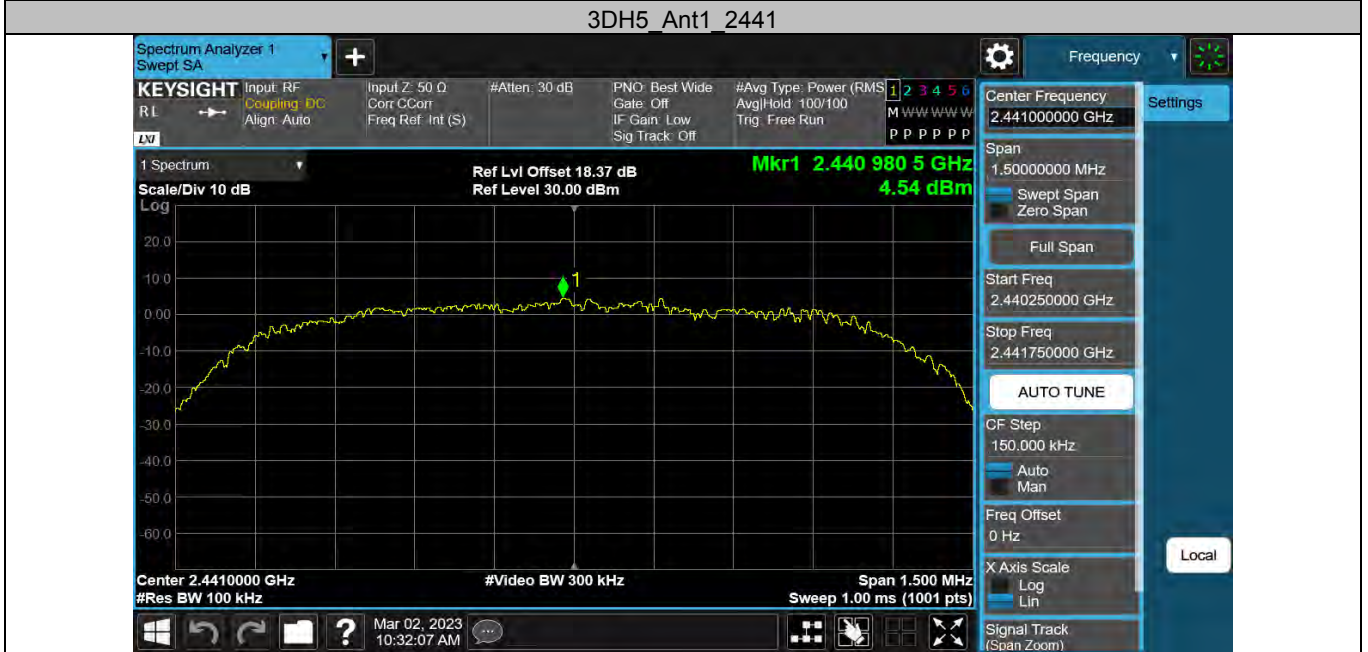 3DH5_Ant1_2441
Spectrum Analyzer 1
Swept SA
Frequency
KEYSIGHT
RL
LXI
Input: RF
Coupling: DC
Align: Auto
Input Z: 50 Ω
Corr CCorr
Freq Ref: Int (S)
#Atten: 30 dB
PNO: Best Wide
Gate: Off
IF Gain: Low
Sig Track: Off
#Avg Type: Power (RMS
Avg|Hold: 100/100
Trig: Free Run
1 2 3 4 5 6
M W W W W W
P P P P P P
Center Frequency
2.441000000 GHz
Settings
Span
1.50000000 MHz
Swept Span
Zero Span
Full Span
Start Freq
2.440250000 GHz
Stop Freq
2.441750000 GHz
AUTO TUNE
CF Step
150.000 kHz
Auto
Man
Freq Offset
0 Hz
X Axis Scale
Log
Lin
Signal Track
(Span Zoom)
Local
1 Spectrum
Scale/Div 10 dB
Log
Ref Lvl Offset 18.37 dB
Ref Level 30.00 dBm
Mkr1 2.440 980 5 GHz
4.54 dBm
20.0
10.0
0.00
-10.0
-20.0
-30.0
-40.0
-50.0
-60.0
1
Center 2.4410000 GHz
#Res BW 100 kHz
#Video BW 300 kHz
Span 1.500 MHz
Sweep 1.00 ms (1001 pts)
?
Mar 02, 2023
10:32:07 AM